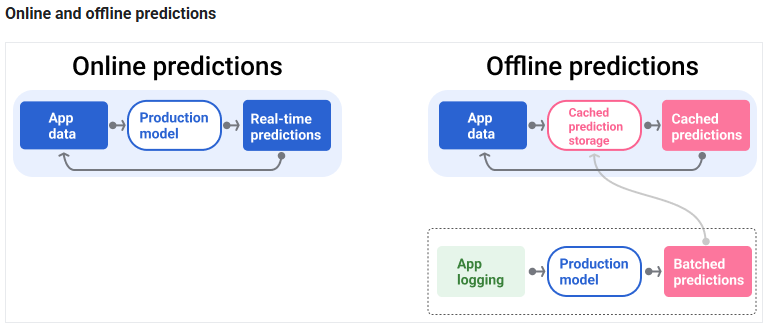 Online and offline predictions
Online predictions
App
data
Production
model
Real-time
predictions
Offline predictions
App
data
Cached
prediction
storage
Cached
predictions
App
logging
Production
model
Batched
predictions